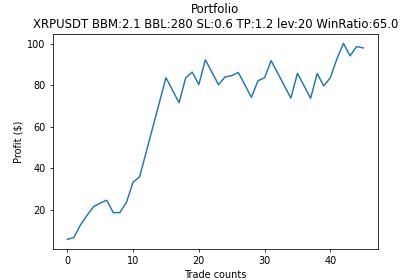 Portfolio
XRPUSDT BBM:2.1 BBL:280 SL:0.6 TP:1.2 lev:20 WinRatio:65.0
100
80
60
40
20
Profit ($)
0
10
20
30
40
Trade counts